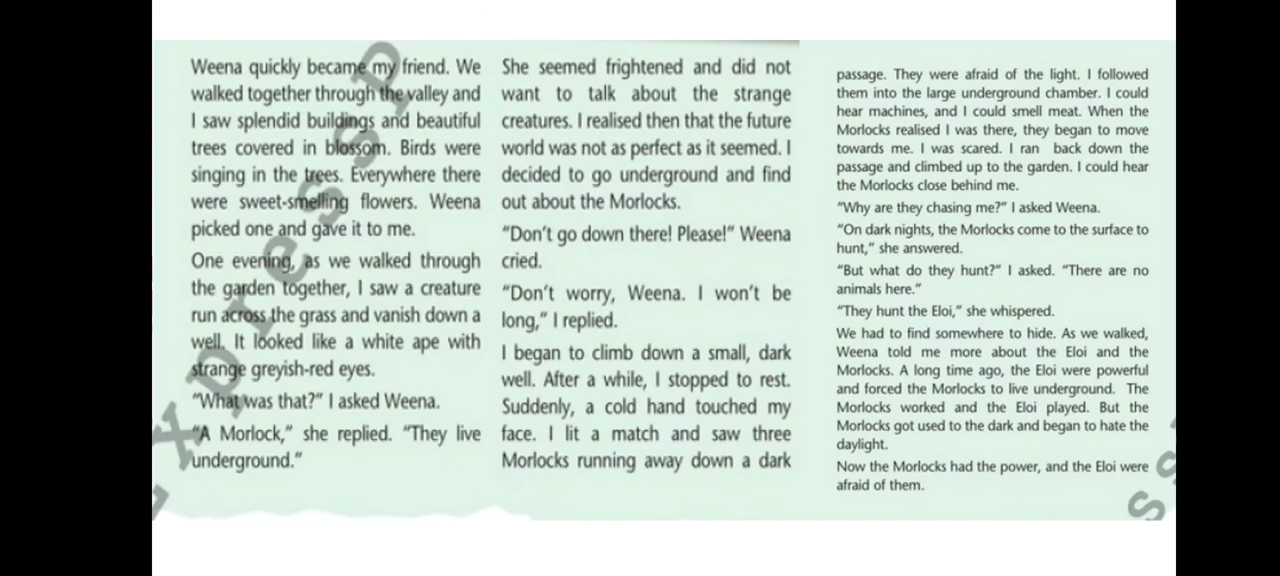 Weena quickly became my friend. We
walked together through the valley and
I saw splendid buildings and beautiful
trees covered in blossom. Birds were
singing in the trees. Everywhere there
were sweet-smelling flowers. Weena
picked one and gave it to me.
One evening, as we walked through
the garden together, I saw a creature
run across the grass and vanish down a
well. It looked like a white ape with
strange greyish-red eyes.
"What was that?" I asked Weena.
"A Morlock," she replied. "They live
underground."
She seemed frightened and did not
want to talk about the strange
creatures. I realised then that the future
world was not as perfect as it seemed. I
decided to go underground and find
out about the Morlocks.
"Don't go down there! Please!" Weena
cried.
"Don't worry, Weena. I won't be
long," I replied.
I began to climb down a small, dark
well. After a while, I stopped to rest.
Suddenly, a cold hand touched my
face. I lit a match and saw three
Morlocks running away down a dark
passage. They were afraid of the light. I followed
them into the large underground chamber. I could
hear machines, and I could smell meat. When the
Morlocks realised I was there, they began to move
towards me. I was scared. I ran back down the
passage and climbed up to the garden. I could hear
the Morlocks close behind me.
"Why are they chasing me?" I asked Weena.
"On dark nights, the Morlocks come to the surface to
hunt," she answered.
"But what do they hunt?" I asked. "There are no
animals here."
"They hunt the Eloi," she whispered.
We had to find somewhere to hide. As we walked,
Weena told me more about the Eloi and the
Morlocks. A long time ago, the Eloi were powerful
and forced the Morlocks to live underground. The
Morlocks worked and the Eloi played. But the
Morlocks got used to the dark and began to hate the
daylight.
Now the Morlocks had the power, and the Eloi were
afraid of them.